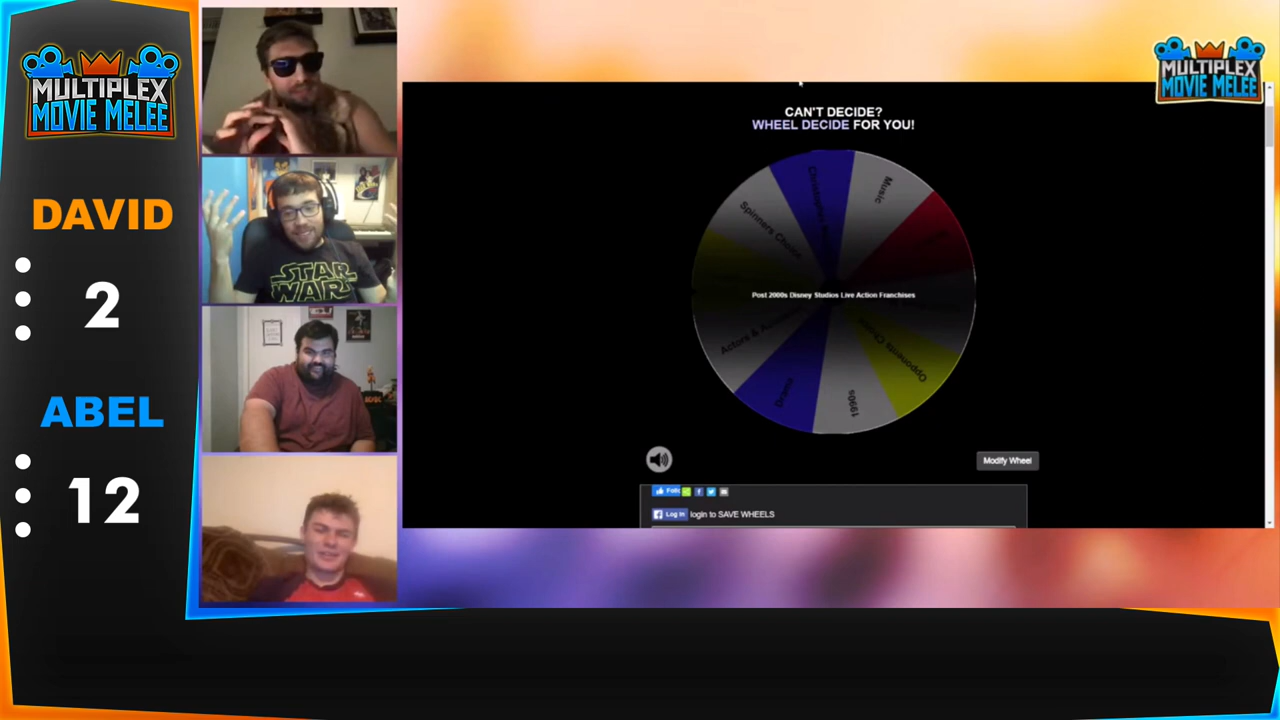 MULTIPLEX
MOVIE MELEE
DAVID
2
ABEL
12
STAR
WARS
MULTIPLEX
MOVIE MELEE
CAN'T DECIDE?
WHEEL DECIDE FOR YOU!
Music
Spinners Choice
Post 2000s Disney Studios Live Action Franchises
Actors &
Opponents Choice
Drama
1990s
Modify Wheel
Log In login to SAVE WHEELS